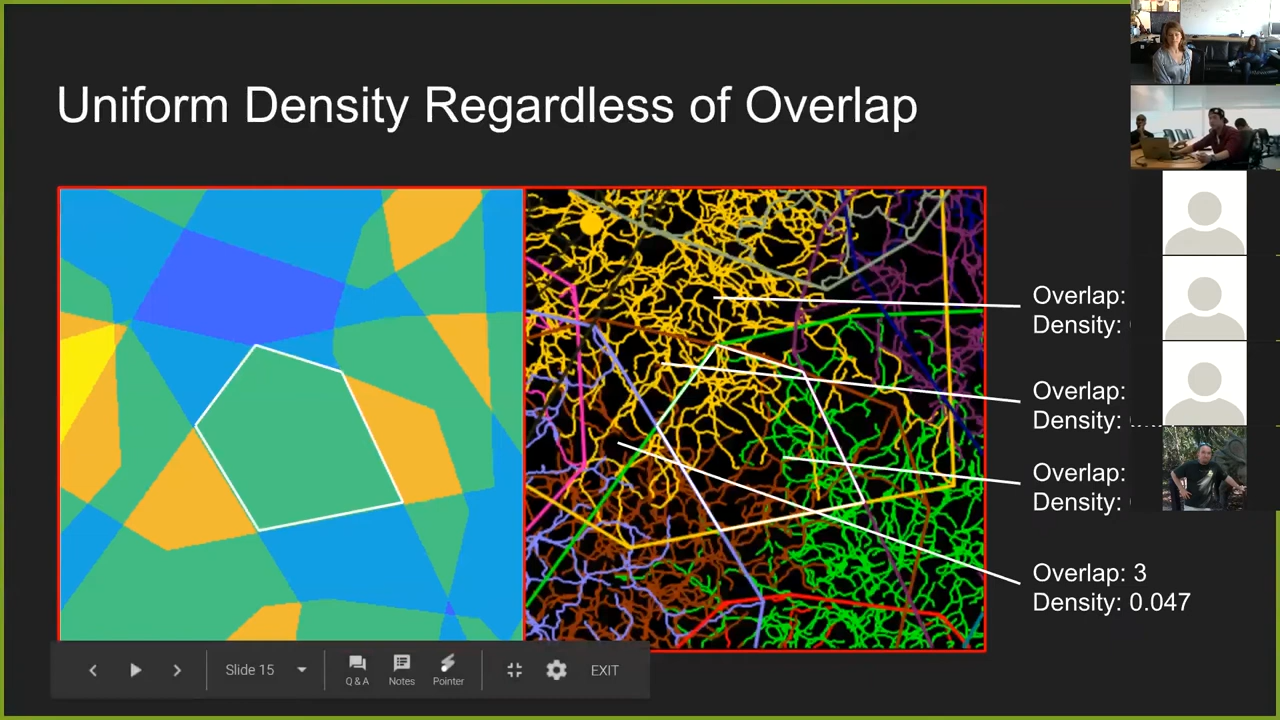 Uniform Density Regardless of Overlap
Overlap:
Density:
Overlap:
Density:
Overlap:
Density:
Overlap: 3
Density: 0.047
Slide 15
Q & A
Notes
Pointer
EXIT